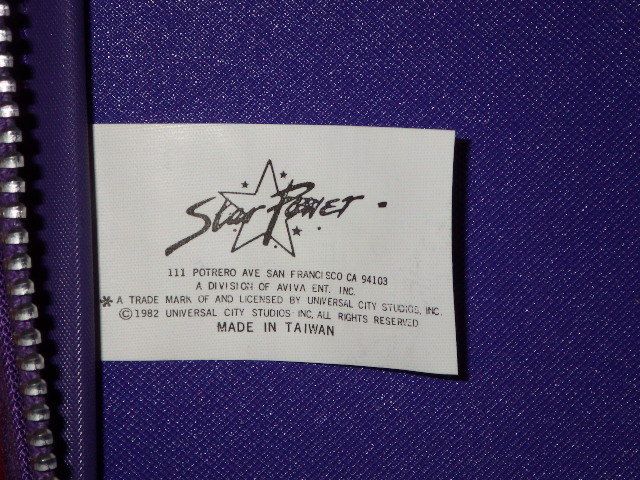 Star Power
111 POTRERO AVE SAN FRANCISCO CA 94103
A DIVISION OF AVIVA ENT. INC.
* A TRADE MARK OF AND LICENSED BY UNIVERSAL CITY STUDIOS, INC.
©1982 UNIVERSAL CITY STUDIOS INC, ALL RIGHTS RESERVED
MADE IN TAIWAN